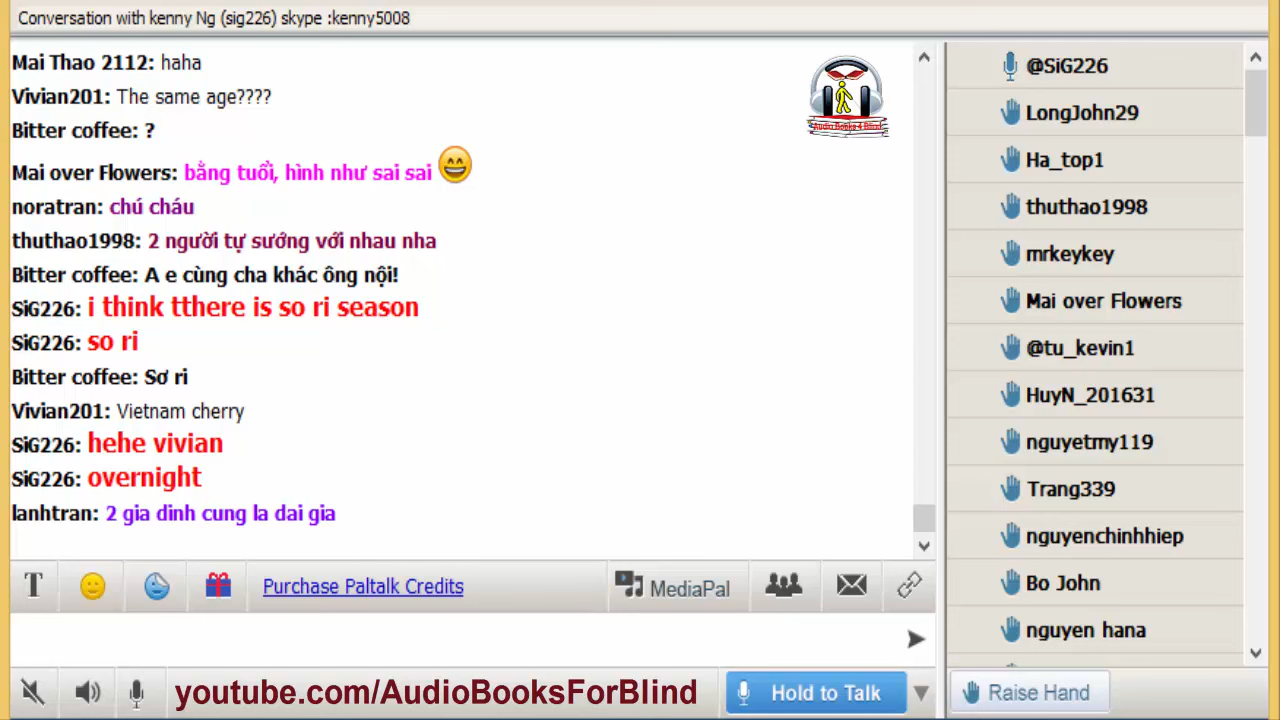 Conversation with kenny Ng (sig226) skype :kenny5008
Mai Thao 2112: haha
Vivian201: The same age????
Bitter coffee: ?
Mai over Flowers: bằng tuổi, hình như sai sai
noratran: chú cháu
thuthao1998: 2 người tự sướng với nhau nha
Bitter coffee: A e cùng cha khác ông nội!
SiG226: i think tthere is so ri season
SiG226: so ri
Bitter coffee: Sơ ri
Vivian201: Vietnam cherry
SiG226: hehe vivian
SiG226: overnight
lanhtran: 2 gia dinh cung la dai gia
Audio Books 4 Blind
@SiG226
LongJohn29
Ha_top1
thuthao1998
mrkeykey
Mai over Flowers
@tu_kevin1
HuyN_201631
nguyetmy119
Trang339
nguyenchinhhiep
Bo John
nguyen hana
T
Purchase Paltalk Credits
MediaPal
youtube.com/AudioBooksForBlind
Hold to Talk
Raise Hand